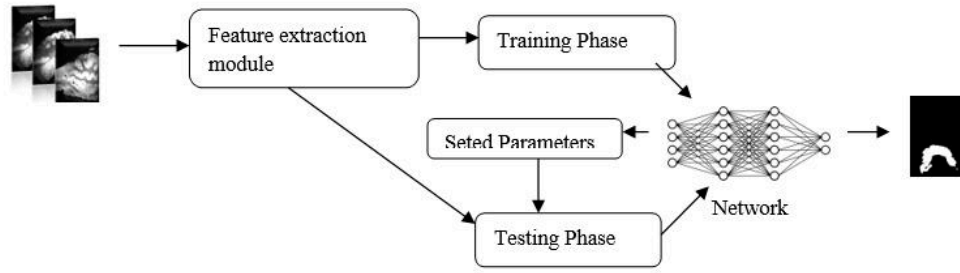 Feature extraction
module
Training Phase
Seted Parameters
Network
Testing Phase